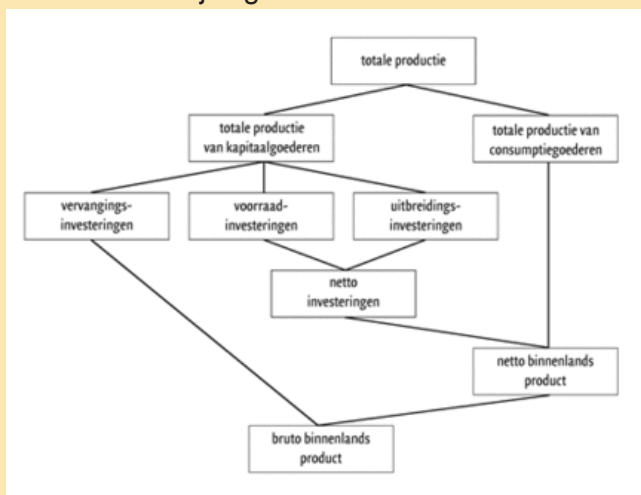 totale productie
totale productie
van kapitaalgoederen
totale productie van
consumptiegoederen
vervangings-
investeringen
voorraad-
investeringen
uitbreidings-
investeringen
netto
investeringen
netto binnenlands
product
bruto binnenlands
product